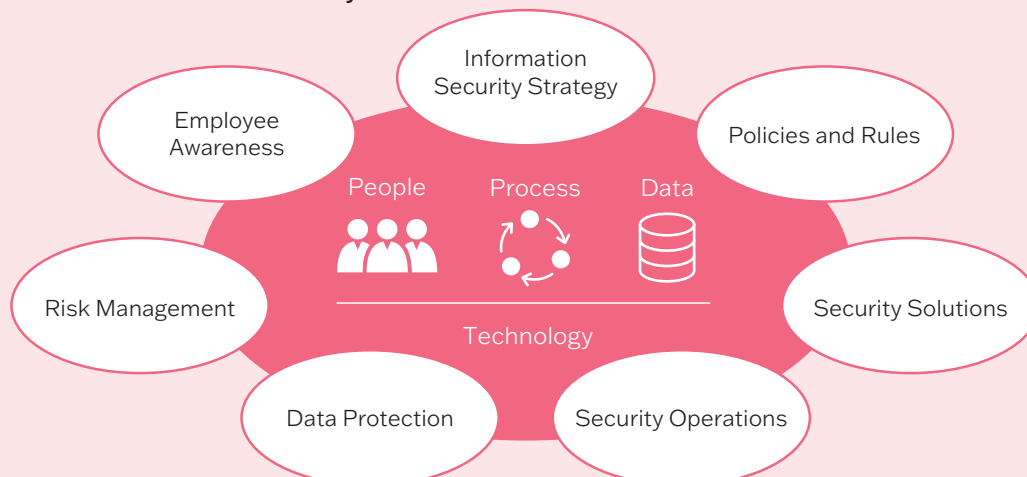 Information
Security Strategy
Employee
Awareness
Policies and Rules
People
Process
Data
Risk Management
Security Solutions
Technology
Data Protection
Security Operations